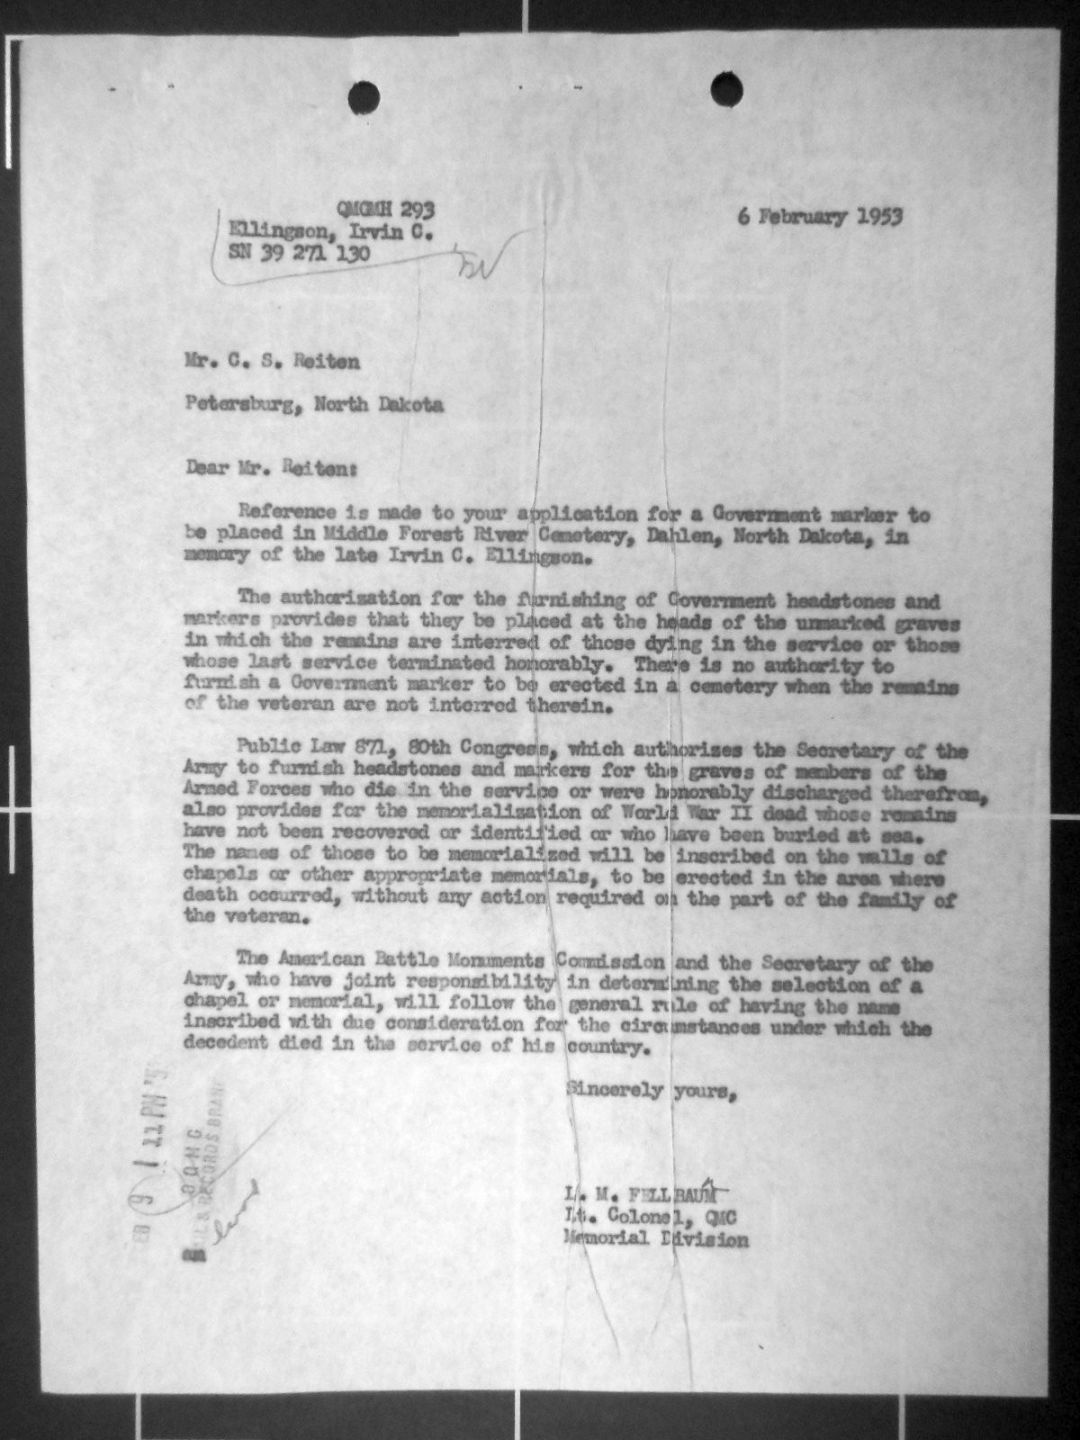 QMGMH 293
Ellingson, Irvin C.
SN 39 271 130
6 February 1953
Mr. C. S. Reiten
Petersburg, North Dakota
Dear Mr. Reiten:
Reference is made to your application for a Government marker to
be placed in Middle Forest River Cemetery, Dahlen, North Dakota, in
memory of the late Irvin C. Ellingson.
The authorization for the furnishing of Government headstones and
markers provides that they be placed at the heads of the unmarked graves
in which the remains are interred of those dying in the service or those
whose last service terminated honorably. There is no authority to
furnish a Government marker to be erected in a cemetery when the remains
of the veteran are not interred therein.
Public Law 871, 80th Congress, which authorizes the Secretary of the
Army to furnish headstones and markers for the graves of members of the
Armed Forces who die in the service or were honorably discharged therefrom,
also provides for the memorialization of World War II dead whose remains
have not been recovered or identified or who have been buried at sea.
The names of those to be memorialized will be inscribed on the walls of
chapels or other appropriate memorials, to be erected in the area where
death occurred, without any action required on the part of the family of
the veteran.
The American Battle Monuments Commission and the Secretary of the
Army, who have joint responsibility in determining the selection of a
chapel or memorial, will follow the general rule of having the name
inscribed with due consideration for the circumstances under which the
decedent died in the service of his country.
Sincerely yours,
L. M. FELLBAUM
Lt. Colonel, QMC
Memorial Division
9 1 11 PM '5
OQMG
& RECORDS BRAN